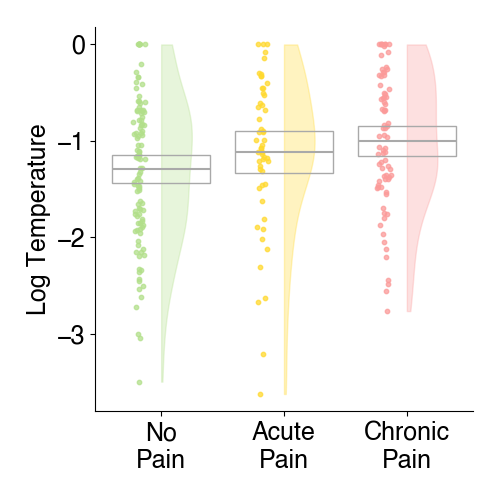 0
−1
−2
−3
Log Temperature
No
Pain
Acute
Pain
Chronic
Pain